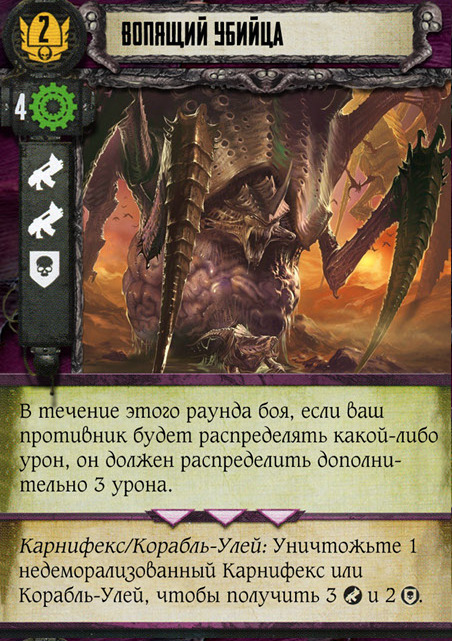 2
ВОПЯЩИЙ УБИЙЦА
4
В течение этого раунда боя, если ваш
противник будет распределять какой-либо
урон, он должен распределить дополни-
тельно 3 урона.
Карнифекс/Корабль-Улей: Уничтожьте 1
недеморализованный Карнифекс или
Корабль-Улей, чтобы получить 3 и 2 .